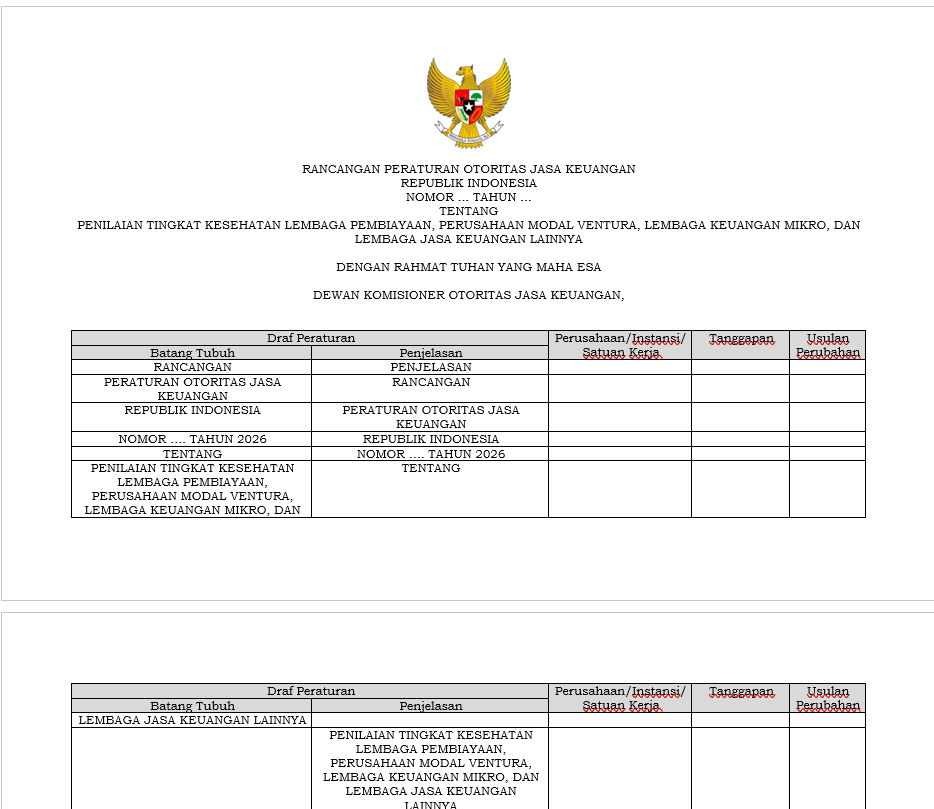 RANCANGAN PERATURAN OTORITAS JASA KEUANGAN
REPUBLIK INDONESIA
NOMOR ... TAHUN ...
TENTANG
PENILAIAN TINGKAT KESEHATAN LEMBAGA PEMBIAYAAN, PERUSAHAAN MODAL VENTURA, LEMBAGA KEUANGAN MIKRO, DAN
LEMBAGA JASA KEUANGAN LAINNYA
DENGAN RAHMAT TUHAN YANG MAHA ESA
DEWAN KOMISIONER OTORITAS JASA KEUANGAN,
Draf Peraturan
Perusahaan/Instansi/
Satuan Kerja
Tanggapan
Usulan
Perubahan
Batang Tubuh
Penjelasan
RANCANGAN
PENJELASAN
PERATURAN OTORITAS JASA
KEUANGAN
RANCANGAN
REPUBLIK INDONESIA
PERATURAN OTORITAS JASA
KEUANGAN
NOMOR .... TAHUN 2026
REPUBLIK INDONESIA
TENTANG
NOMOR .... TAHUN 2026
PENILAIAN TINGKAT KESEHATAN
LEMBAGA PEMBIAYAAN,
PERUSAHAAN MODAL VENTURA,
LEMBAGA KEUANGAN MIKRO, DAN
TENTANG
Draf Peraturan
Perusahaan/Instansi/
Satuan Kerja
Tanggapan
Usulan
Perubahan
Batang Tubuh
Penjelasan
LEMBAGA JASA KEUANGAN LAINNYA
PENILAIAN TINGKAT KESEHATAN
LEMBAGA PEMBIAYAAN,
PERUSAHAAN MODAL VENTURA,
LEMBAGA KEUANGAN MIKRO, DAN
LEMBAGA JASA KEUANGAN
LAINNYA